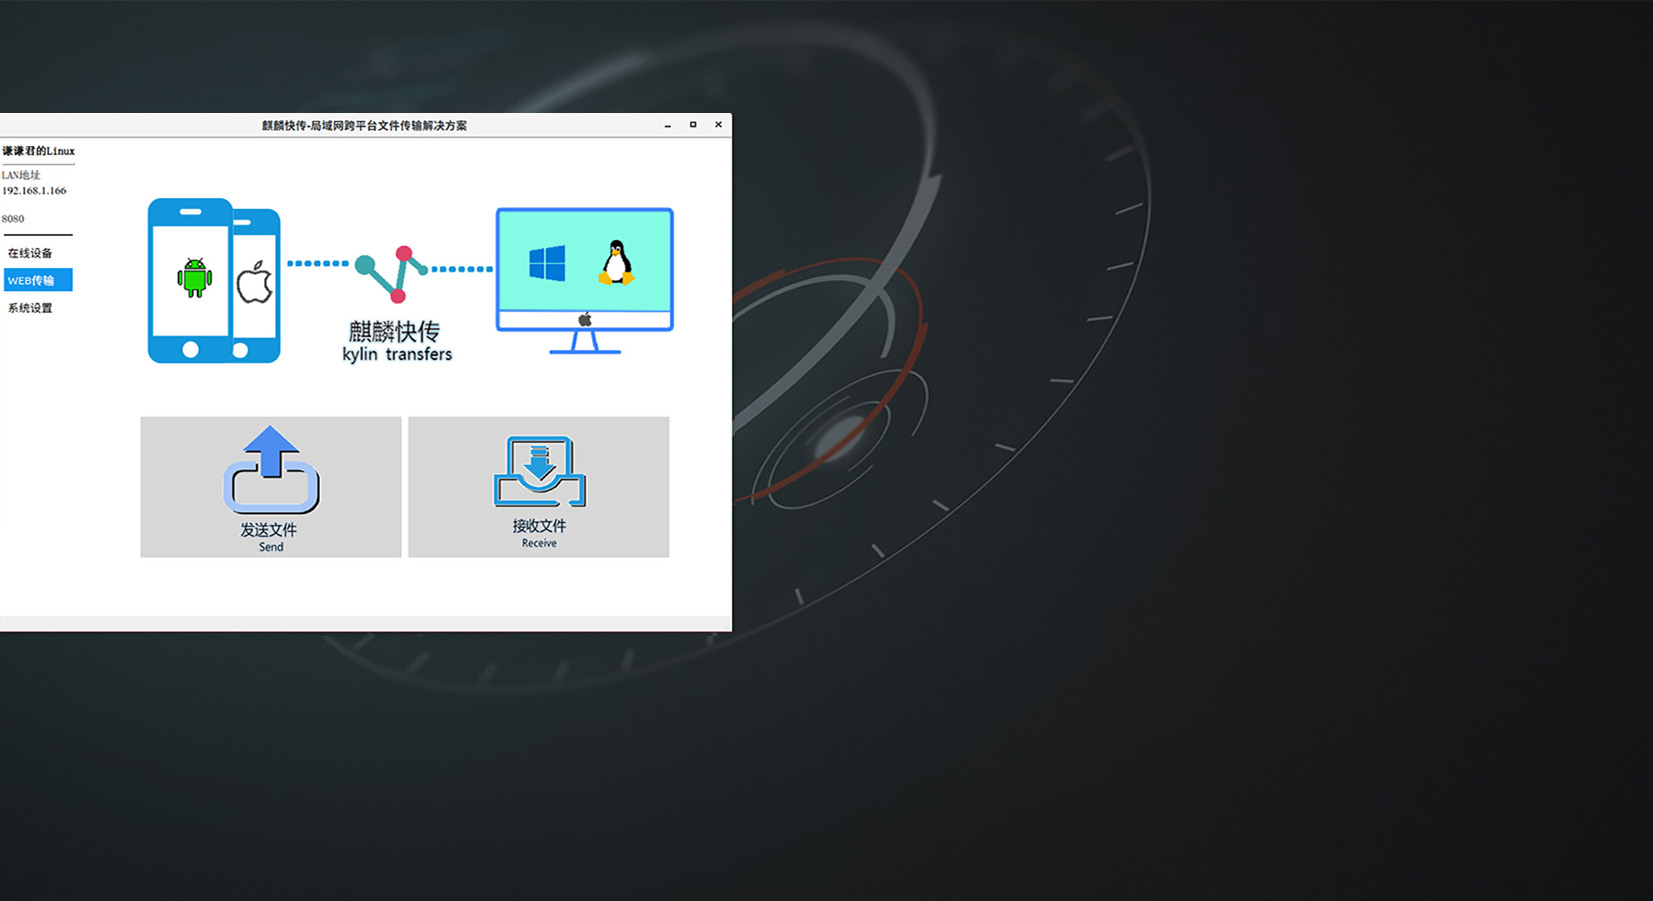 麒麟快传-局域网跨平台文件传输解决方案
谦谦君的Linux
LAN地址
192.168.1.166
8080
在线设备
WEB传输
系统设置
麒麟快传
kylin transfers
发送文件
Send
接收文件
Receive